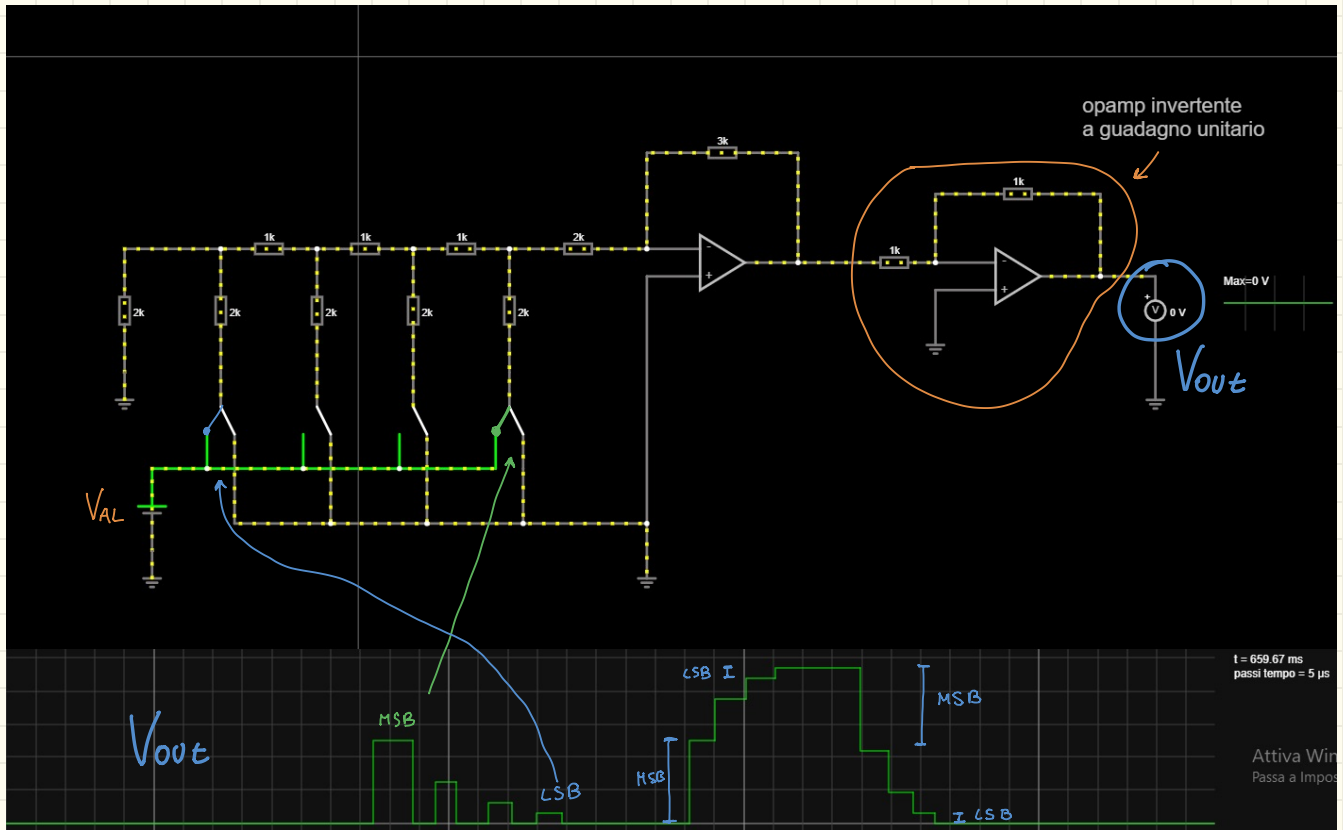 opamp invertente
a guadagno unitario
3k
1k
1k
1k
1k
1k
2k
-
+
-
+
Max=0 V
+
V
0 V
2k
2k
2k
2k
2k
Vout
VAL
t = 659.67 ms
passi tempo = 5 µs
LSB
MSB
MSB
Vout
MSB
LSB
LSB
Attiva Win
Passa a Impos